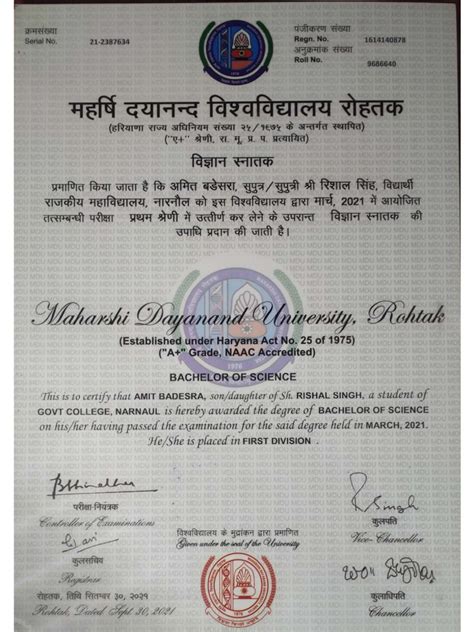 क्रमसंख्या
Serial No. 21-2387634
पंजीकरण संख्या
Regn. No. 1614140878
अनुक्रमांक संख्या
Roll No. 9686640
महर्षि दयानन्द विश्वविद्यालय रोहतक
(हरियाणा राज्य अधिनियम संख्या २५/१९७५ के अन्तर्गत स्थापित)
("ए+" श्रेणी, रा. मू. प्र. प. प्रत्यायित)
विज्ञान स्नातक
प्रमाणित किया जाता है कि अमित बडेसरा, सुपुत्र/सुपुत्री श्री रिशाल सिंह, विद्यार्थी
राजकीय महाविद्यालय, नारनौल को इस विश्वविद्यालय द्वारा मार्च, 2021 में आयोजित
तत्सम्बन्धी परीक्षा प्रथम श्रेणी में उत्तीर्ण कर लेने के उपरान्त विज्ञान स्नातक की
उपाधि प्रदान की जाती है।
Maharshi Dayanand University, Rohtak
(Established under Haryana Act No. 25 of 1975)
("A+" Grade, NAAC Accredited)
BACHELOR OF SCIENCE
This is to certify that AMIT BADESRA, son/daughter of Sh. RISHAL SINGH, a student of
GOVT COLLEGE, NARNAUL is hereby awarded the degree of BACHELOR OF SCIENCE
on his/her having passed the examination for the said degree held in MARCH, 2021.
He/She is placed in FIRST DIVISION .
परीक्षा-नियंत्रक
Controller of Examinations
कुलपति
Vice-Chancellor
विश्वविद्यालय के मुद्रांकन द्वारा प्रमाणित
Given under the seal of the University
कुलसचिव
Registrar
रोहतक, तिथि सितम्बर ३०, २०२१
Rohtak, Dated Sept 30, 2021
कुलाधिपति
Chancellor